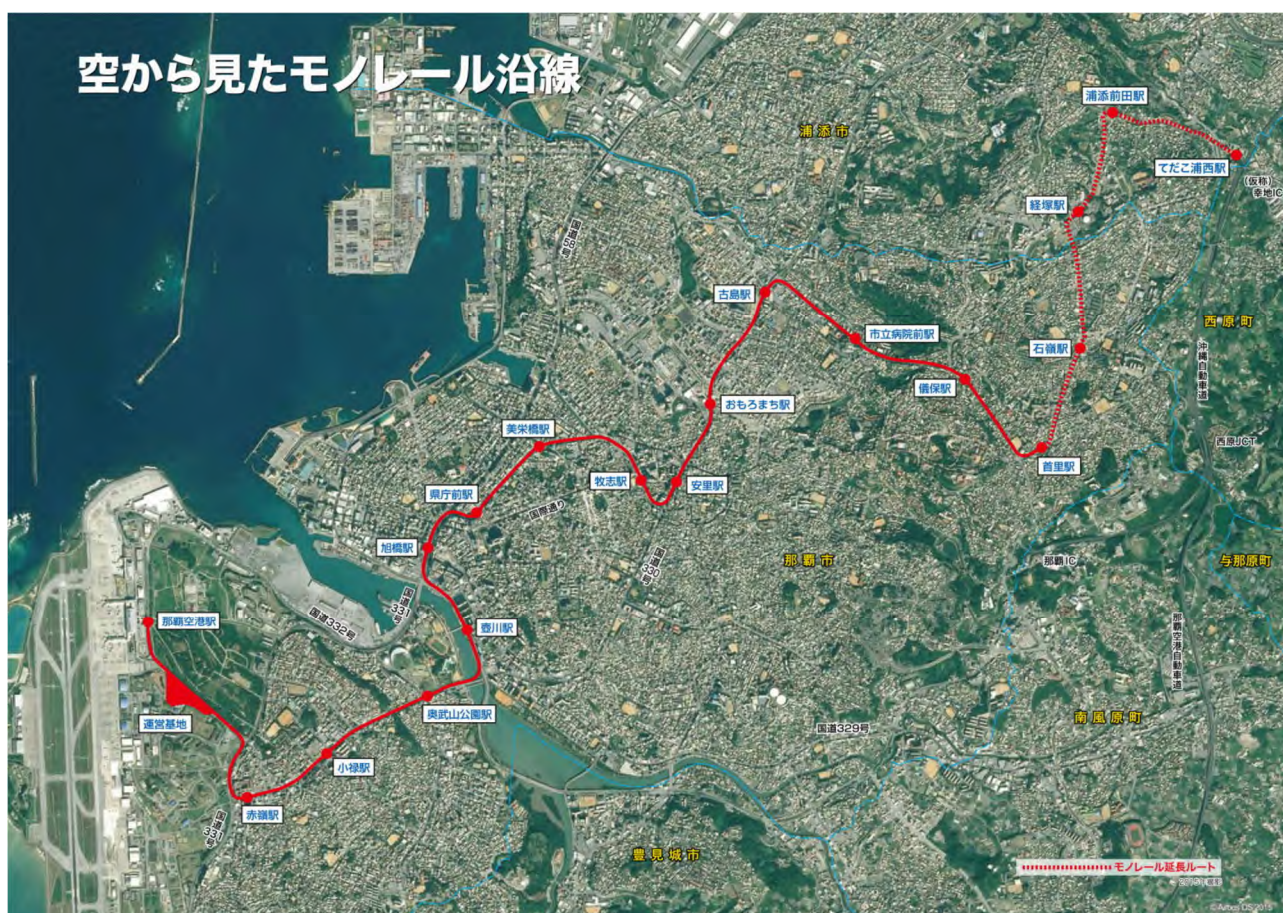 空から見たモノレール沿線
浦添前田駅
浦添市
てだこ浦西駅
(仮称)
幸地IC
経塚駅
国道58号
古島駅
西原町
市立病院前駅
石嶺駅
沖縄自動車道
儀保駅
おもろまち駅
美栄橋駅
西原JCT
首里駅
牧志駅
安里駅
県庁前駅
国際通り
旭橋駅
国道330号
那覇市
那覇IC
与那原町
国道331号
国道332号
那覇空港駅
壺川駅
那覇空港自動車道
奥武山公園駅
運営基地
南風原町
国道329号
小禄駅
赤嶺駅
国道331号
豊見城市
モノレール延長ルート
©Airbus DS 2015